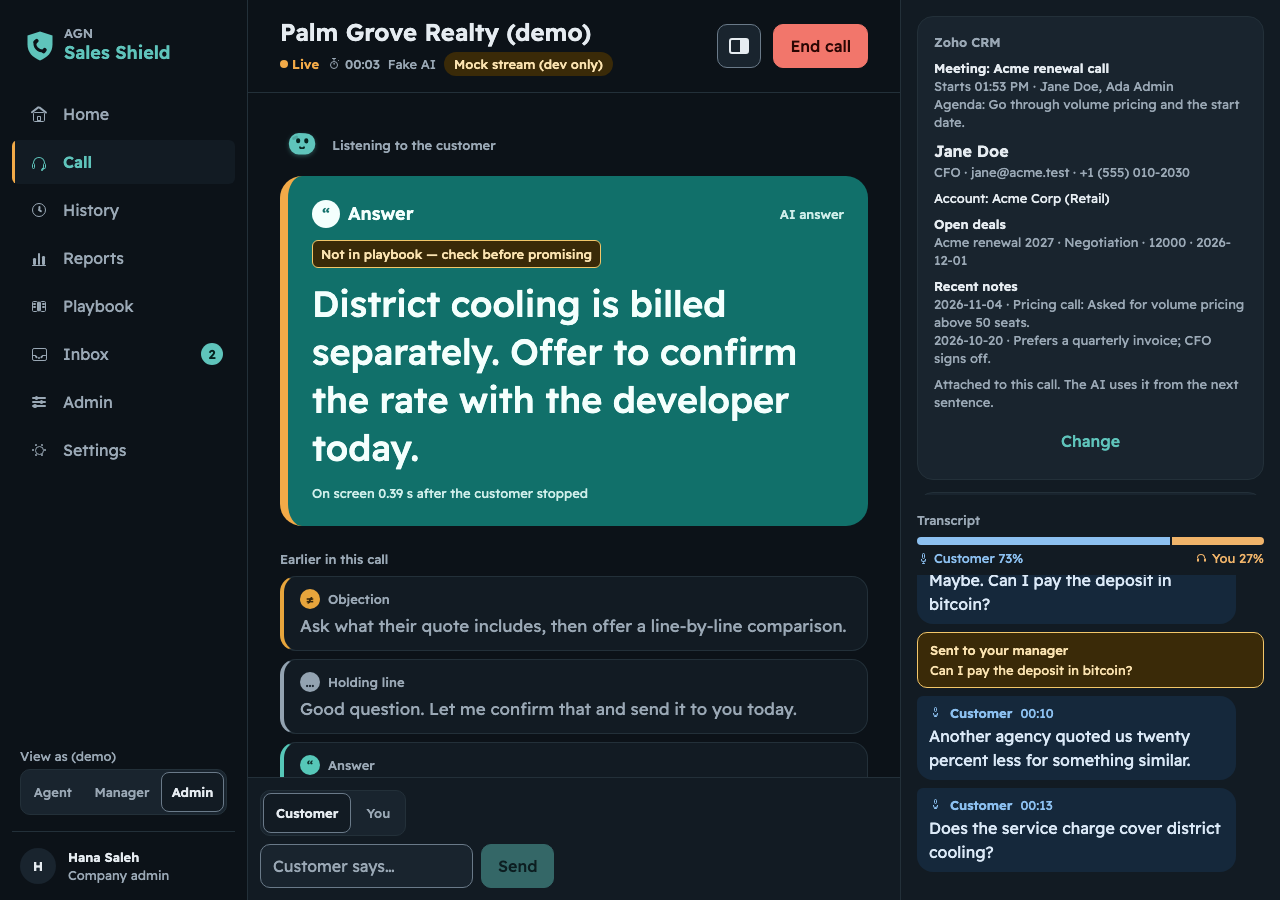 AGN
Sales Shield
Home
Call
History
Reports
Playbook
Inbox
2
Admin
Settings
View as (demo)
Agent
Manager
Admin
H
Hana Saleh
Company admin
Palm Grove Realty (demo)
Live
00:03
Fake AI
Mock stream (dev only)
End call
Listening to the customer
“
Answer
AI answer
Not in playbook — check before promising
District cooling is billed
separately. Offer to confirm
the rate with the developer
today.
On screen 0.39 s after the customer stopped
Earlier in this call
≠
Objection
Ask what their quote includes, then offer a line-by-line comparison.
…
Holding line
Good question. Let me confirm that and send it to you today.
“
Answer
Customer
You
Customer says…
Send
Zoho CRM
Meeting: Acme renewal call
Starts 01:53 PM · Jane Doe, Ada Admin
Agenda: Go through volume pricing and the start
date.
Jane Doe
CFO · jane@acme.test · +1 (555) 010-2030
Account: Acme Corp (Retail)
Open deals
Acme renewal 2027 · Negotiation · 12000 · 2026-
12-01
Recent notes
2026-11-04 · Pricing call: Asked for volume pricing
above 50 seats.
2026-10-20 · Prefers a quarterly invoice; CFO
signs off.
Attached to this call. The AI uses it from the next
sentence.
Change
Transcript
Customer 73%
You 27%
Maybe. Can I pay the deposit in
bitcoin?
Sent to your manager
Can I pay the deposit in bitcoin?
Customer 00:10
Another agency quoted us twenty
percent less for something similar.
Customer 00:13
Does the service charge cover district
cooling?